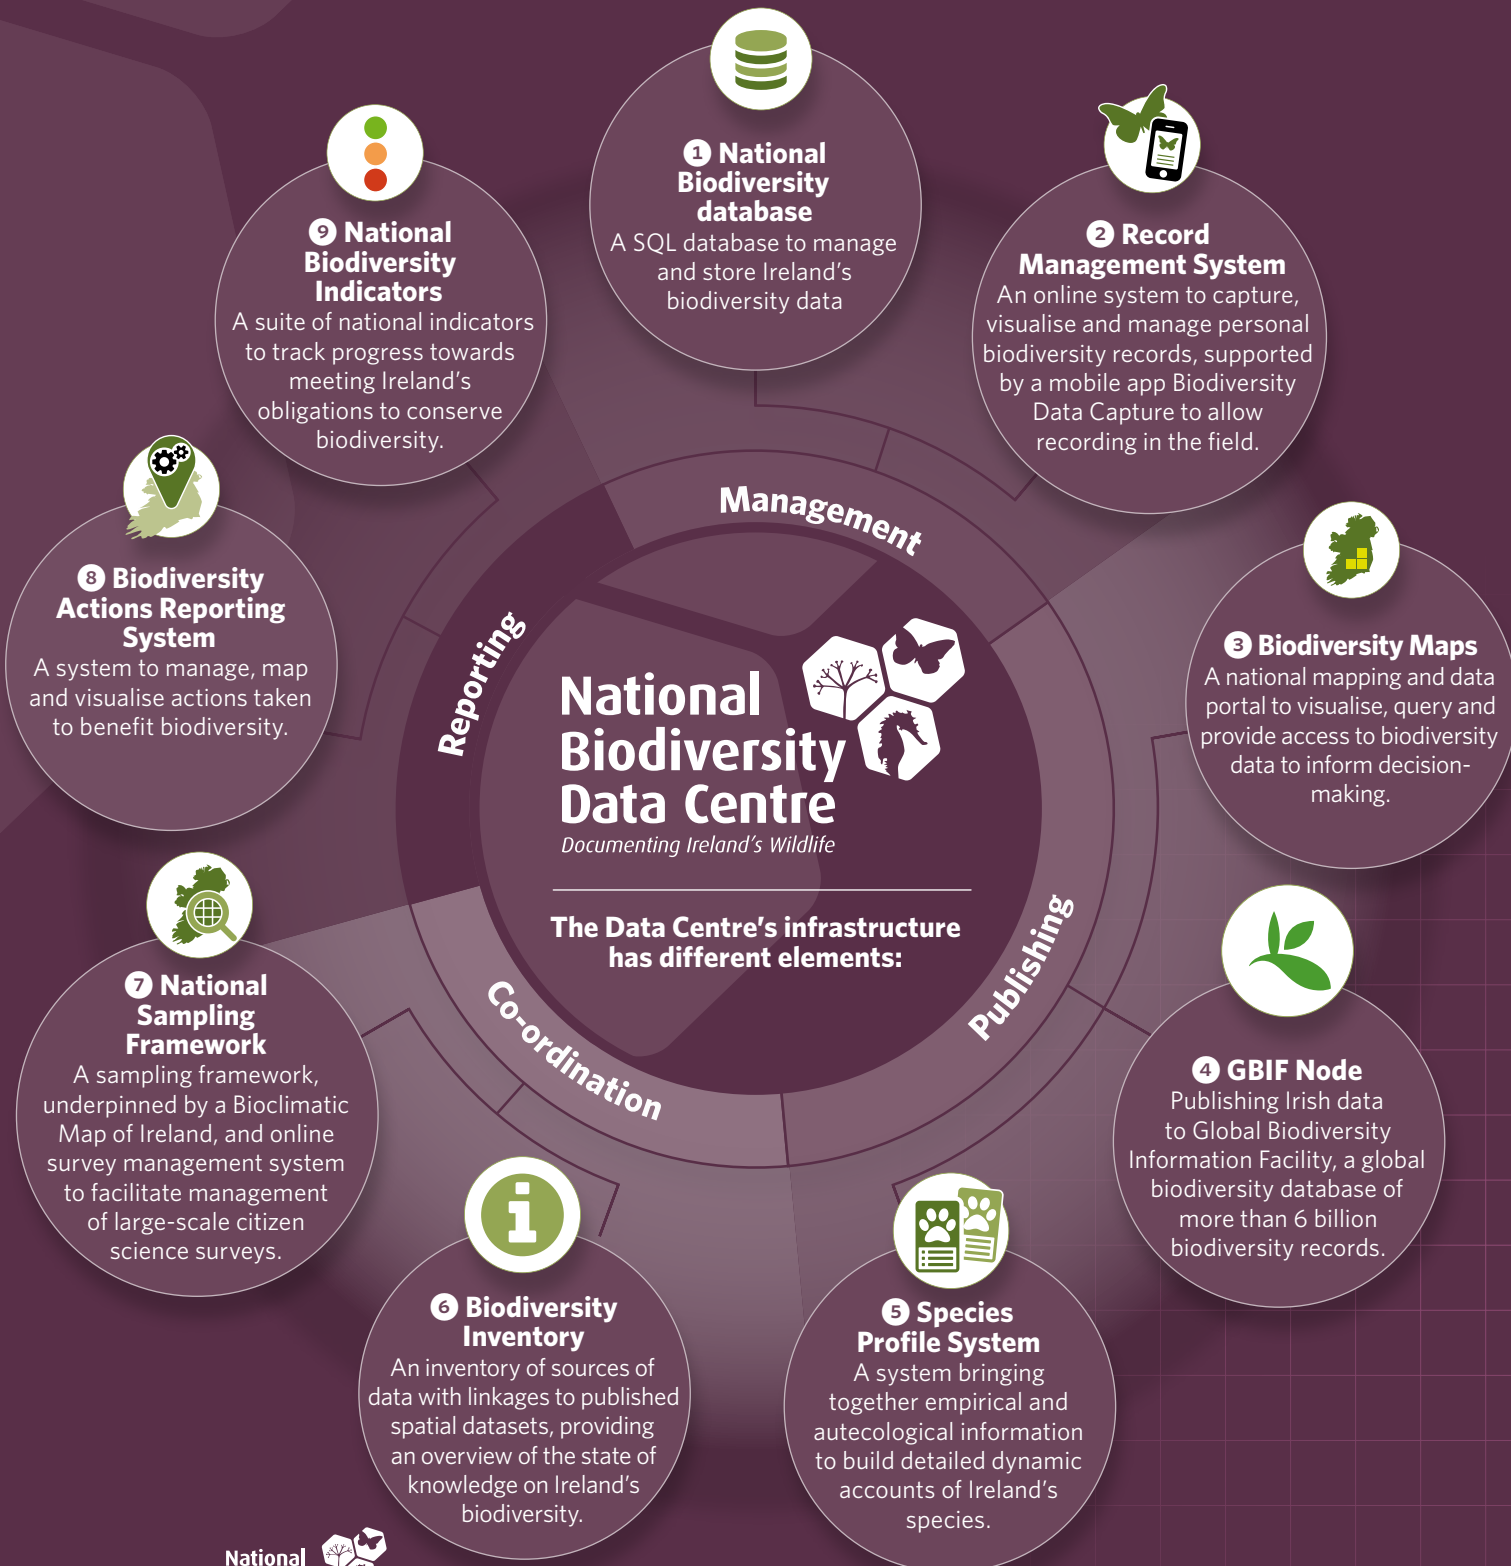 National
Biodiversity
Data Centre
Documenting Ireland's Wildlife
The Data Centre's infrastructure
has different elements:
Management
Publishing
Co-ordination
Reporting
1 National
Biodiversity
database
A SQL database to manage
and store Ireland's
biodiversity data
2 Record
Management System
An online system to capture,
visualise and manage personal
biodiversity records, supported
by a mobile app Biodiversity
Data Capture to allow
recording in the field.
3 Biodiversity Maps
A national mapping and data
portal to visualise, query and
provide access to biodiversity
data to inform decision-
making.
4 GBIF Node
Publishing Irish data
to Global Biodiversity
Information Facility, a global
biodiversity database of
more than 6 billion
biodiversity records.
5 Species
Profile System
A system bringing
together empirical and
autecological information
to build detailed dynamic
accounts of Ireland's
species.
6 Biodiversity
Inventory
An inventory of sources of
data with linkages to published
spatial datasets, providing
an overview of the state of
knowledge on Ireland's
biodiversity.
7 National
Sampling
Framework
A sampling framework,
underpinned by a Bioclimatic
Map of Ireland, and online
survey management system
to facilitate management
of large-scale citizen
science surveys.
8 Biodiversity
Actions Reporting
System
A system to manage, map
and visualise actions taken
to benefit biodiversity.
9 National
Biodiversity
Indicators
A suite of national indicators
to track progress towards
meeting Ireland's
obligations to conserve
biodiversity.
National